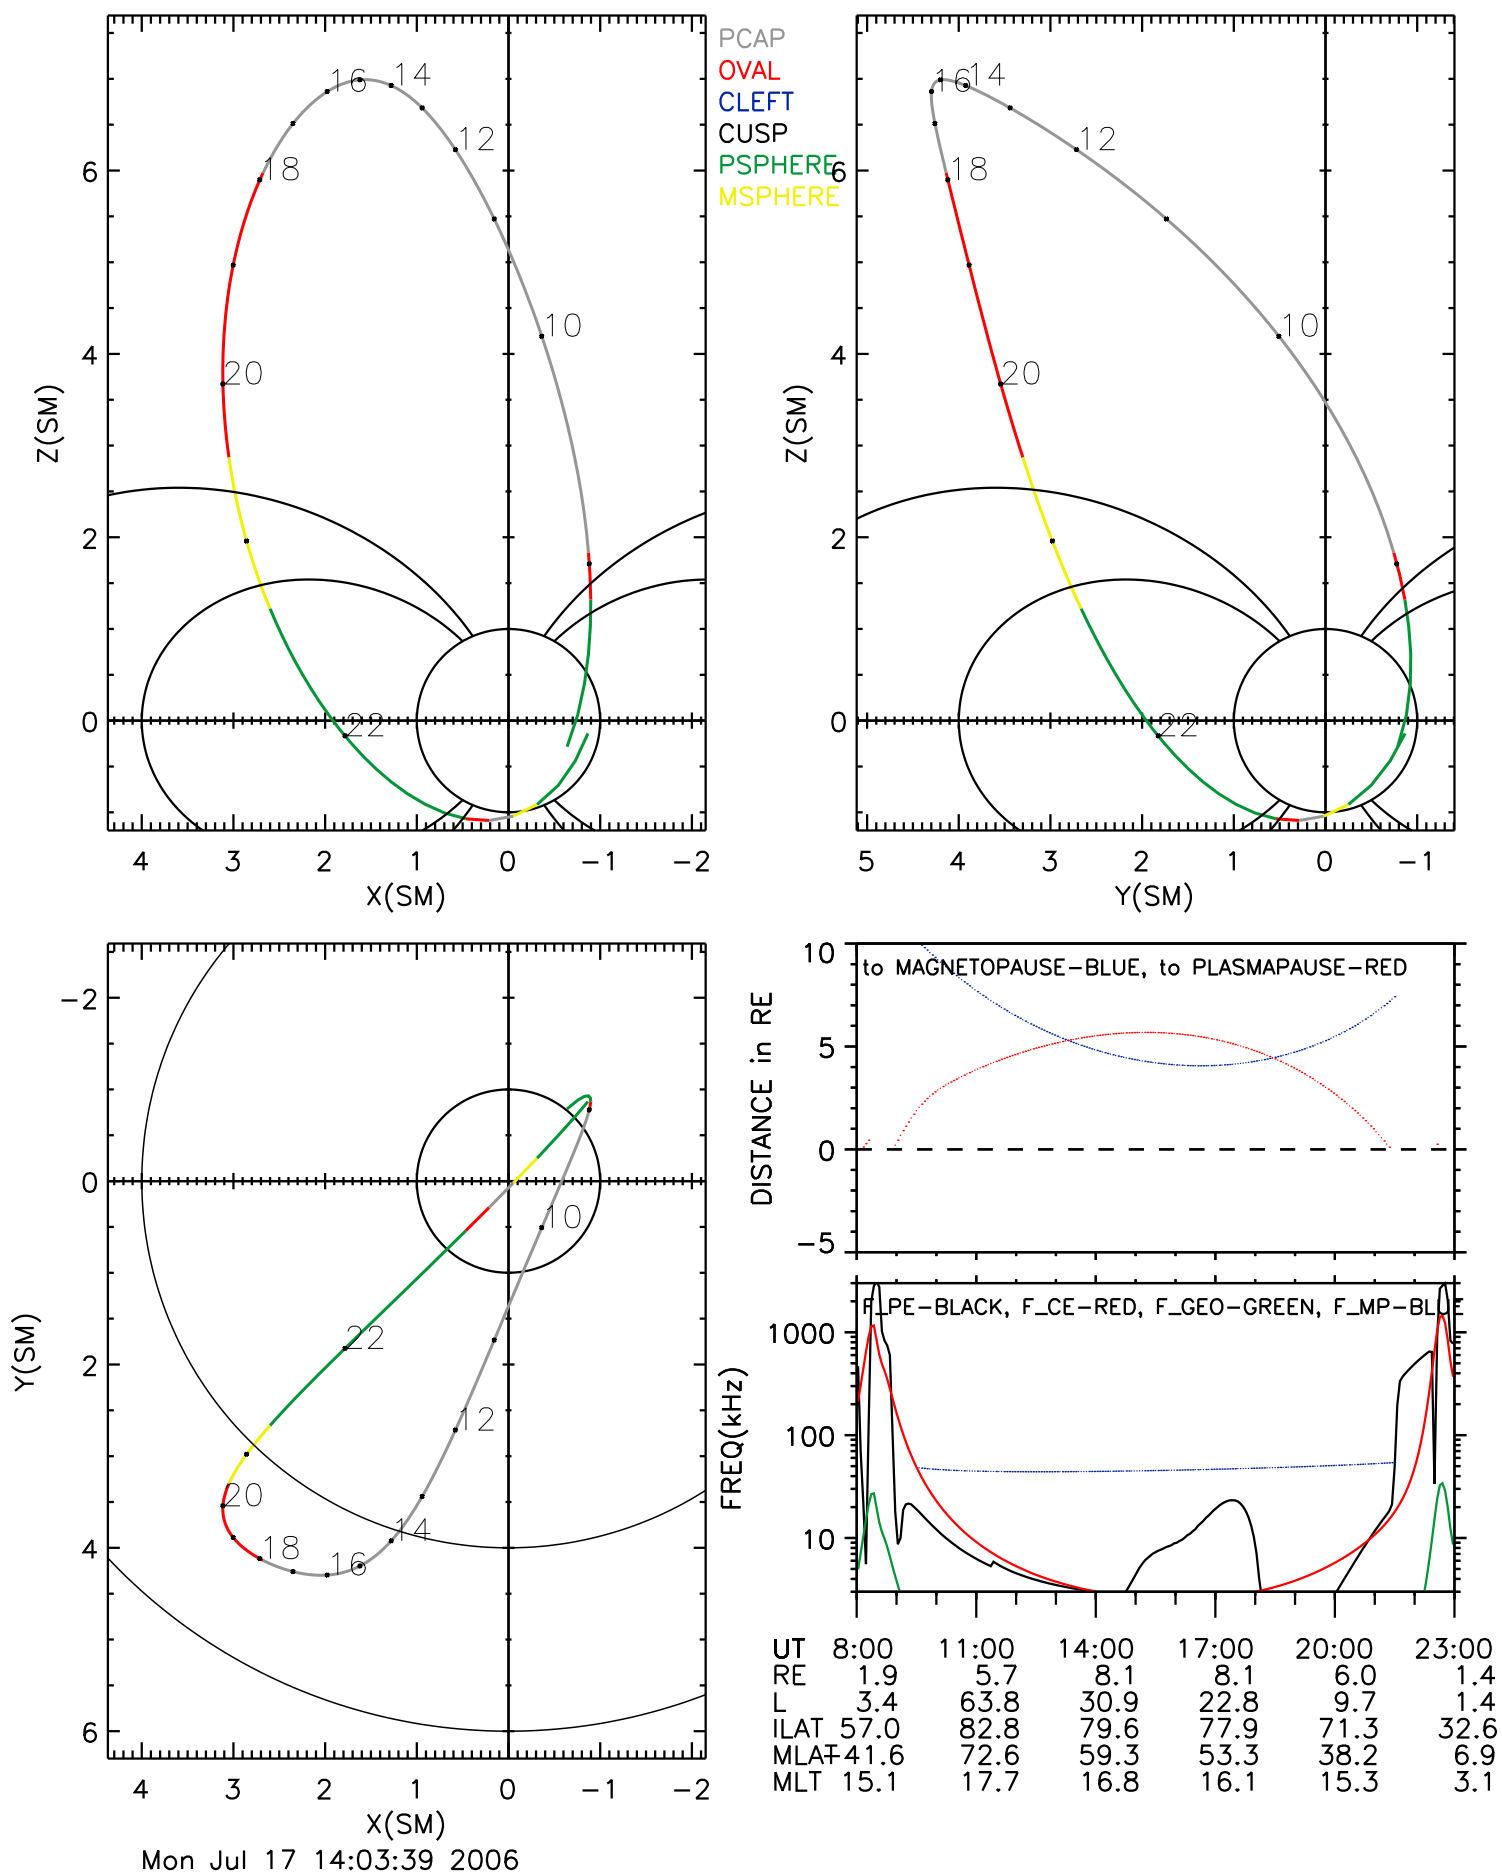 PCAP
OVAL
CLEFT
CUSP
PSPHERE
MSPHERE
16
14
12
18
10
20
22
6
4
2
0
Z(SM)
4 3 2 1 0 −1 −2
X(SM)
16
14
12
18
10
20
22
6
4
2
0
Z(SM)
5 4 3 2 1 0 −1
Y(SM)
−2
0
2
4
6
Y(SM)
10
12
14
16
18
20
22
4 3 2 1 0 −1 −2
X(SM)
to MAGNETOPAUSE−BLUE, to PLASMAPAUSE−RED
10
5
0
−5
DISTANCE in RE
F_PE−BLACK, F_CE−RED, F_GEO−GREEN, F_MP−BLU
1000
100
10
FREQ(kHz)
UT 8:00 11:00 14:00 17:00 20:00 23:00
RE 1.9 5.7 8.1 8.1 6.0 1.4
L 3.4 63.8 30.9 22.8 9.7 1.4
ILAT 57.0 82.8 79.6 77.9 71.3 32.6
MLAT −41.6 72.6 59.3 53.3 38.2 6.9
MLT 15.1 17.7 16.8 16.1 15.3 3.1
Mon Jul 17 14:03:39 2006